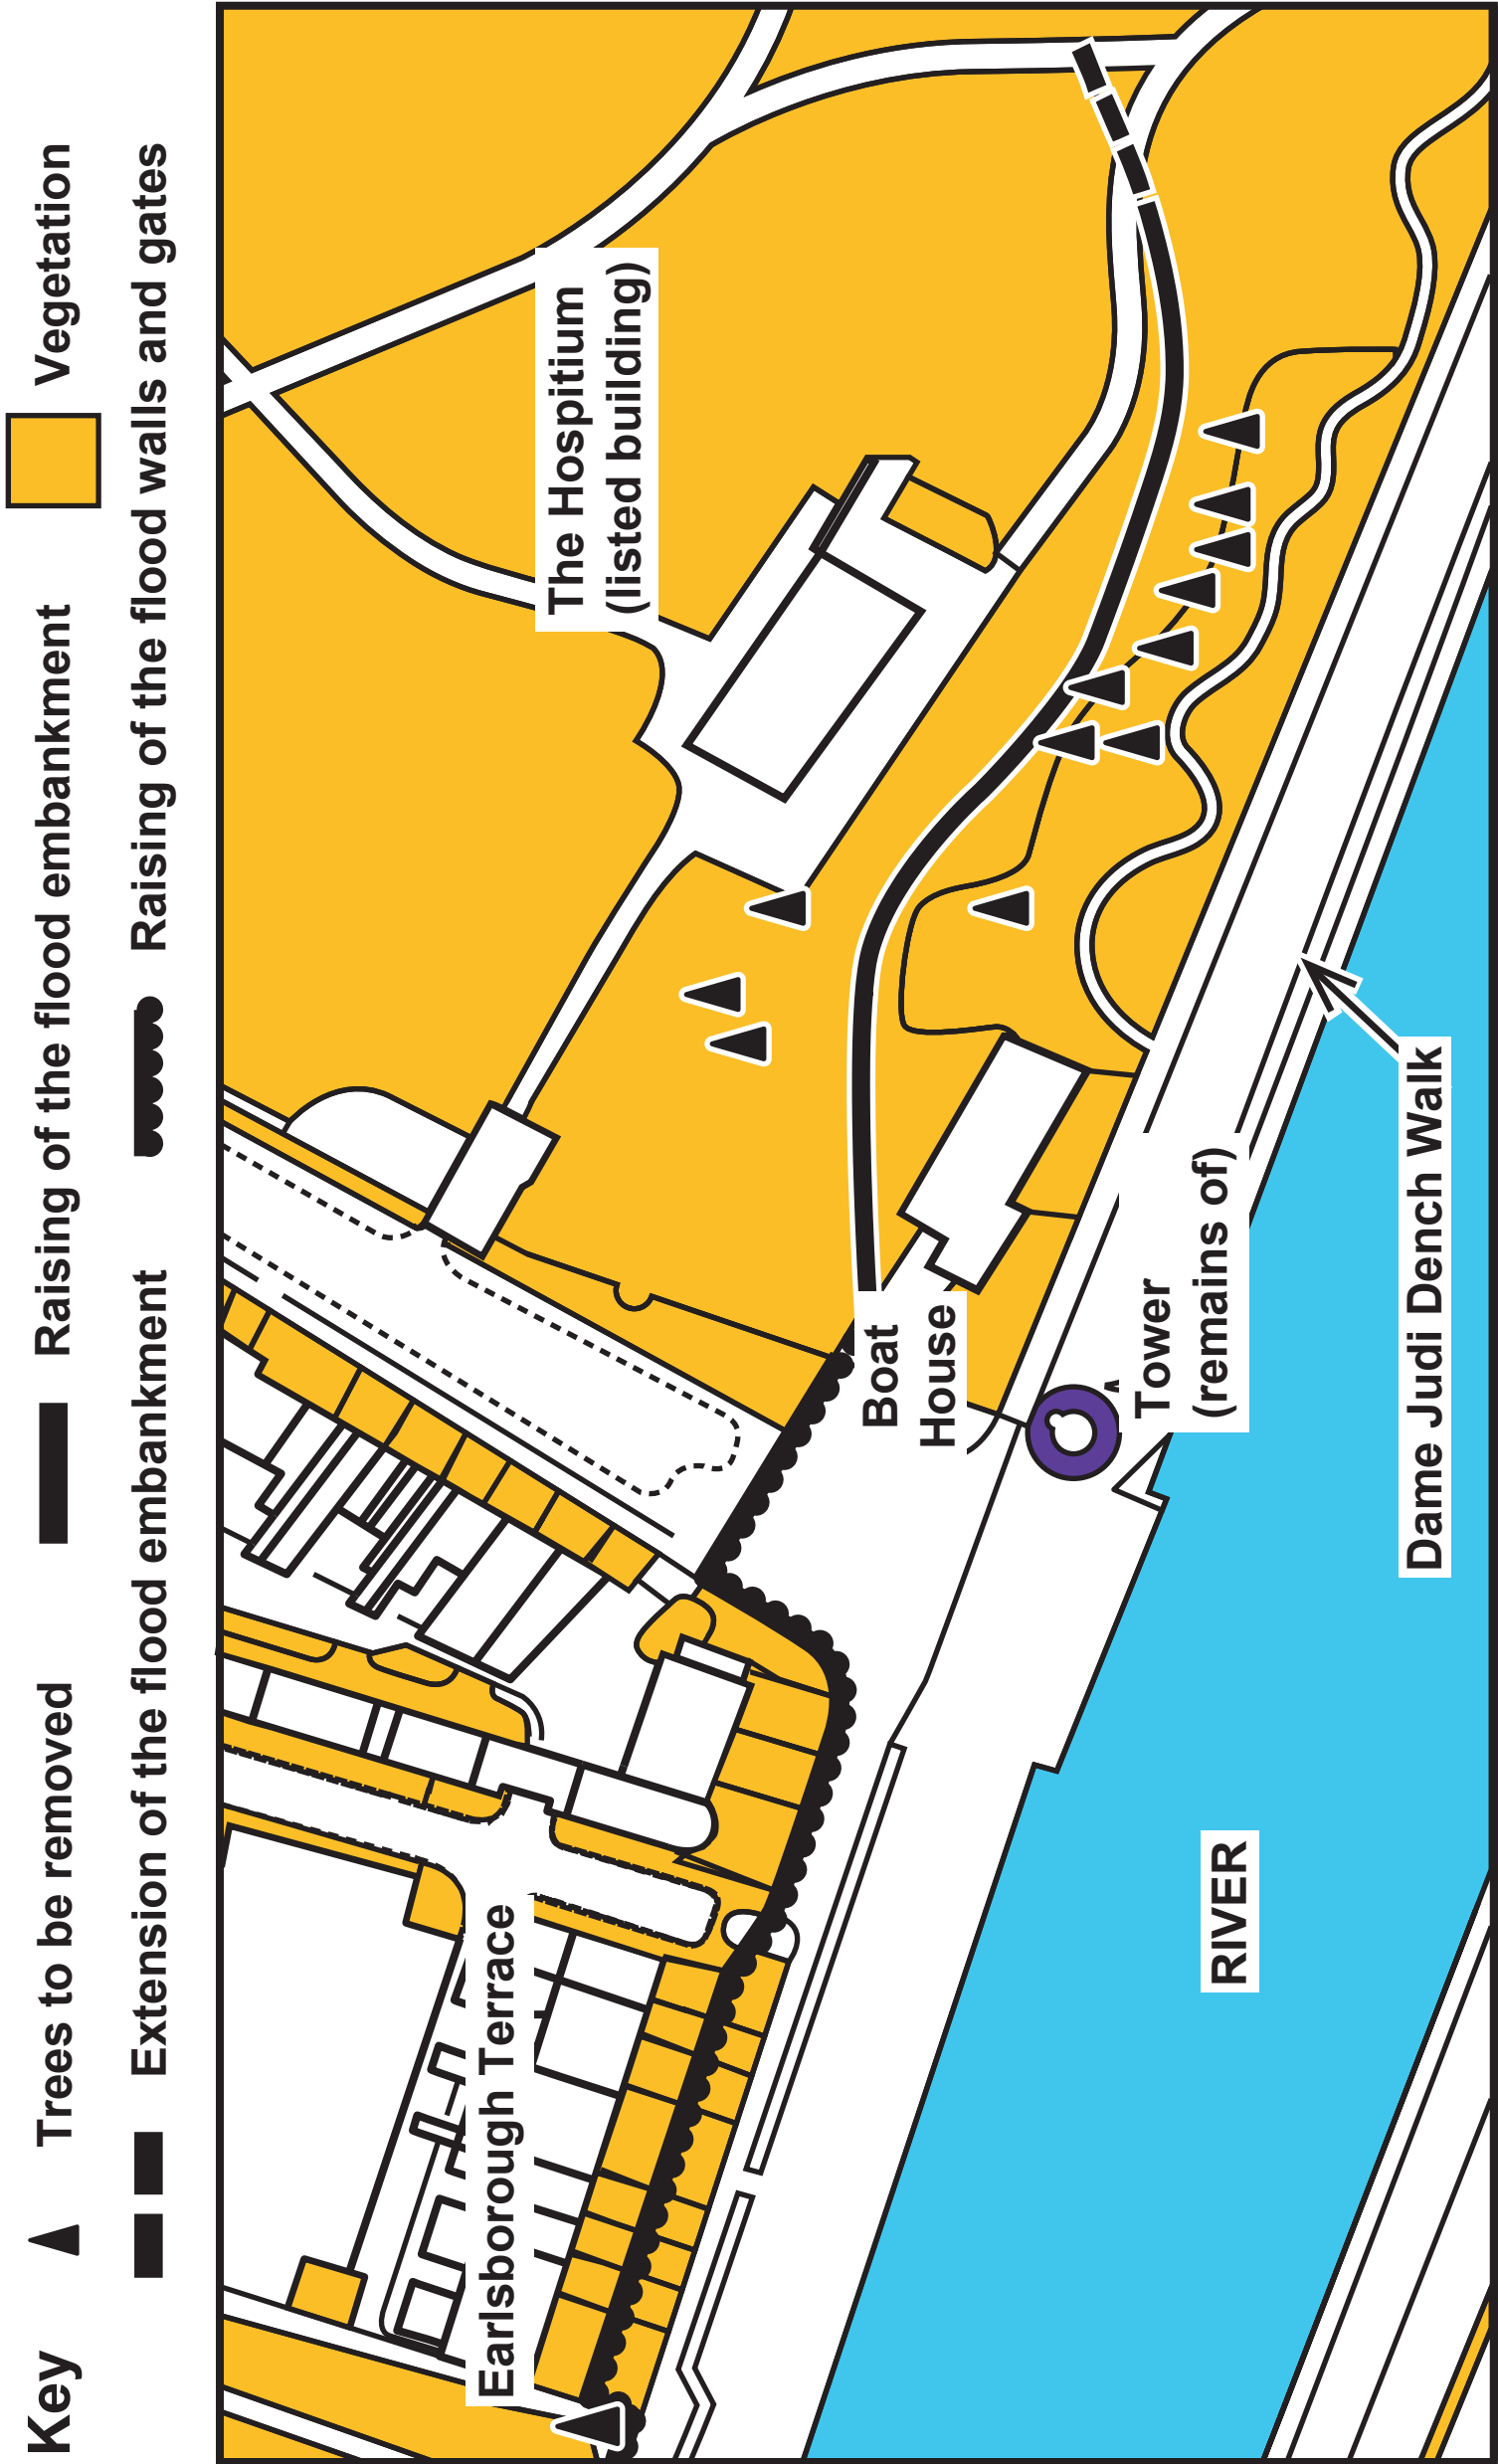 Key
Trees to be removed
Raising of the flood embankment
Vegetation
Extension of the flood embankment
Raising of the flood walls and gates
The Hospitium
(listed building)
Boat
House
Tower
(remains of)
Dame Judi Dench Walk
Earlsborough Terrace
RIVER